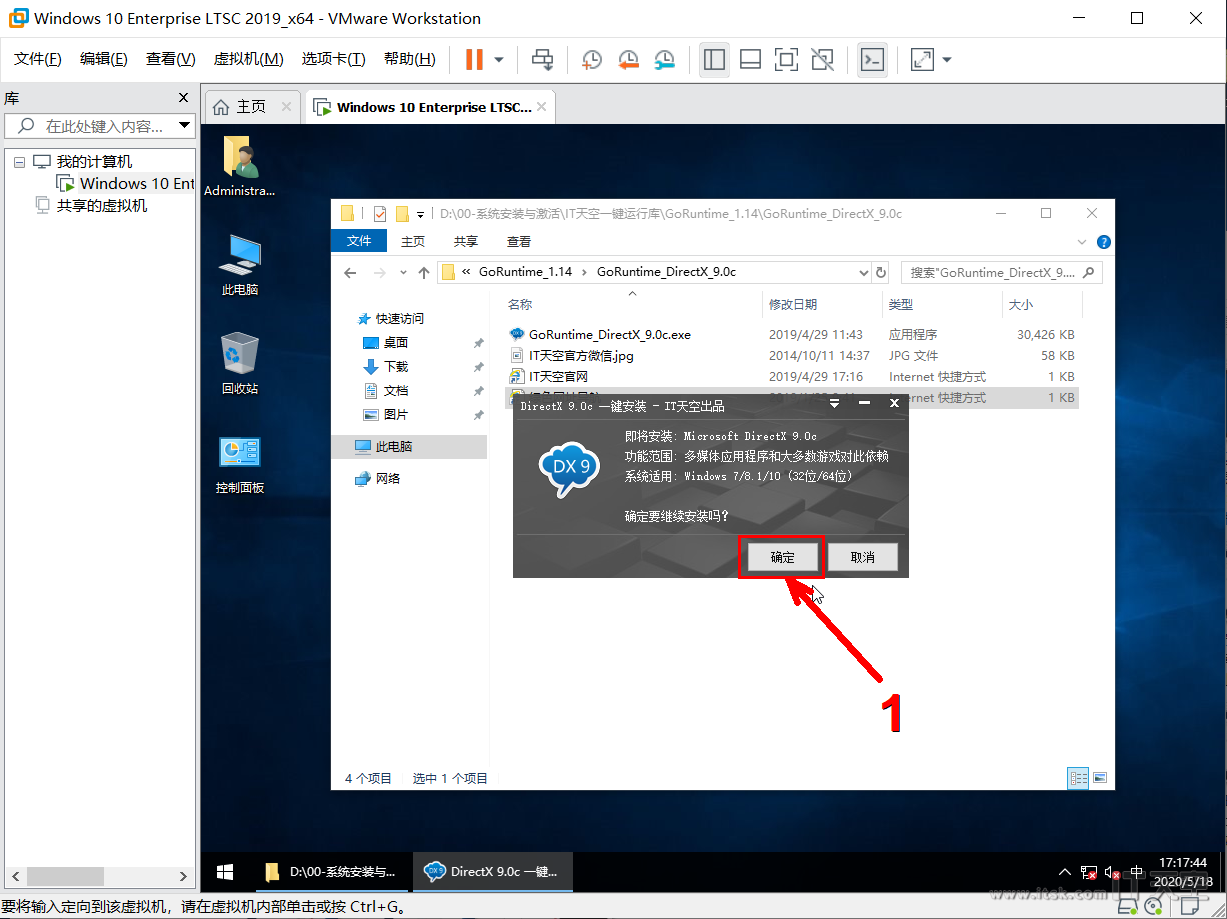 Windows 10 Enterprise LTSC 2019_x64 - VMware Workstation
文件(F) 编辑(E) 查看(V) 虚拟机(M) 选项卡(T) 帮助(H)
库
在此处键入内容...
我的计算机
Windows 10 Ent
共享的虚拟机
主页
Windows 10 Enterprise LTSC...
Administra...
此电脑
回收站
控制面板
D:\00-系统安装与激活\IT天空一键运行库\GoRuntime_1.14\GoRuntime_DirectX_9.0c
文件 主页 共享 查看
« GoRuntime_1.14 › GoRuntime_DirectX_9.0c
搜索"GoRuntime_DirectX_9....
快速访问
桌面
下载
文档
图片
此电脑
网络
名称 修改日期 类型 大小
GoRuntime_DirectX_9.0c.exe 2019/4/29 11:43 应用程序 30,426 KB
IT天空官方微信.jpg 2014/10/11 14:37 JPG 文件 58 KB
IT天空官网 2019/4/29 17:16 Internet 快捷方式 1 KB
ernet 快捷方式 1 KB
DirectX 9.0c 一键安装 - IT天空出品
DX 9
即将安装: Microsoft DirectX 9.0c
功能范围: 多媒体应用程序和大多数游戏对此依赖
系统适用: Windows 7/8.1/10 (32位/64位)
确定要继续安装吗?
确定 取消
1
4 个项目 选中 1 个项目
D:\00-系统安装与...
DX 9
DirectX 9.0c 一键...
中
17:17:44
2020/5/18
www.itsk.com IT天空
要将输入定向到该虚拟机，请在虚拟机内部单击或按 Ctrl+G。